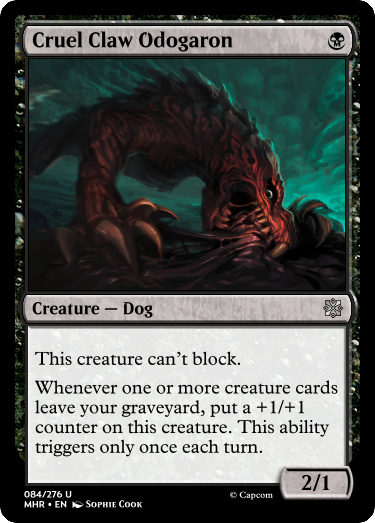 Cruel Claw Odogaron
Creature — Dog
This creature can't block.
Whenever one or more creature cards
leave your graveyard, put a +1/+1
counter on this creature. This ability
triggers only once each turn.
2/1
084/276 U
MHR • EN Sophie Cook
© Capcom